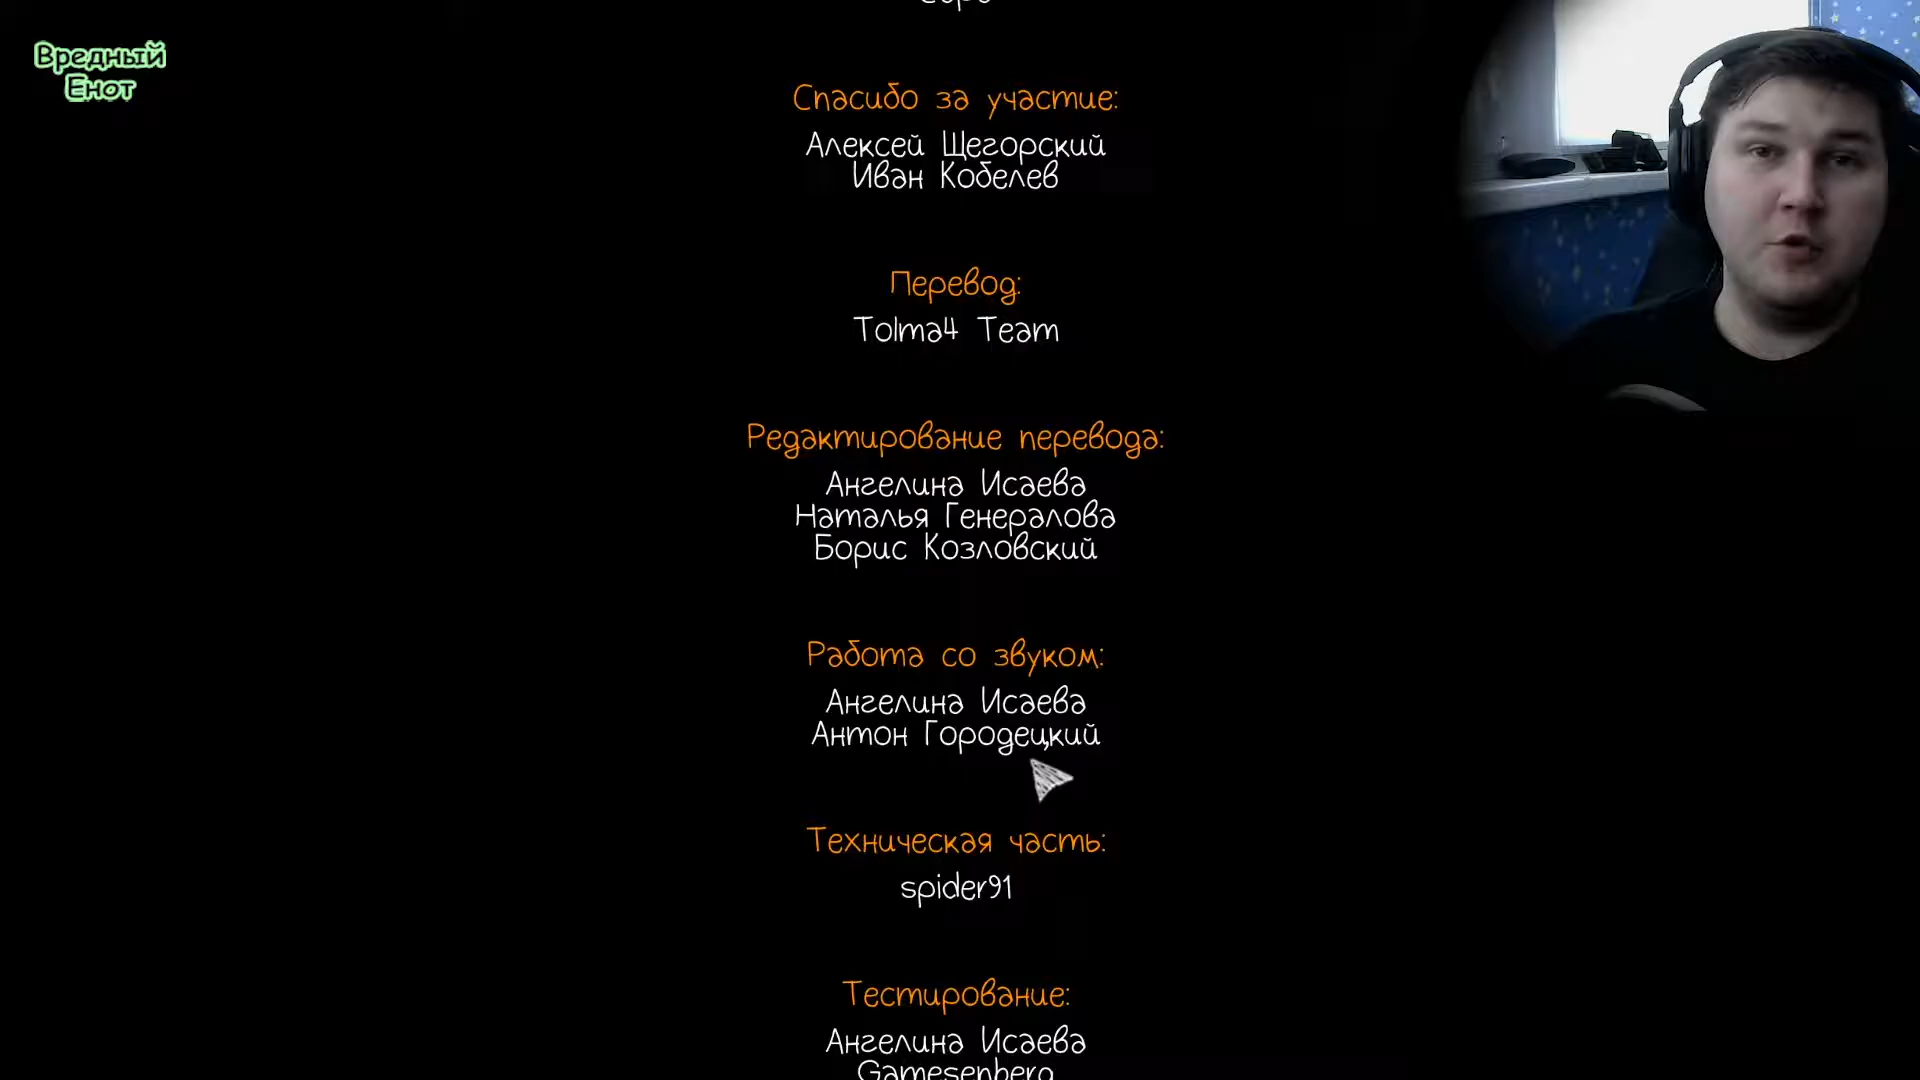 Вредный
Енот
Спасибо за участие:
Алексей Щегорский
Иван Кобелев
Перевод:
Tolma4 Team
Редактирование перевода:
Ангелина Исаева
Наталья Генералова
Борис Козловский
Работа со звуком:
Ангелина Исаева
Антон Городецкий
Техническая часть:
spider91
Тестирование:
Ангелина Исаева
Gamesenberg